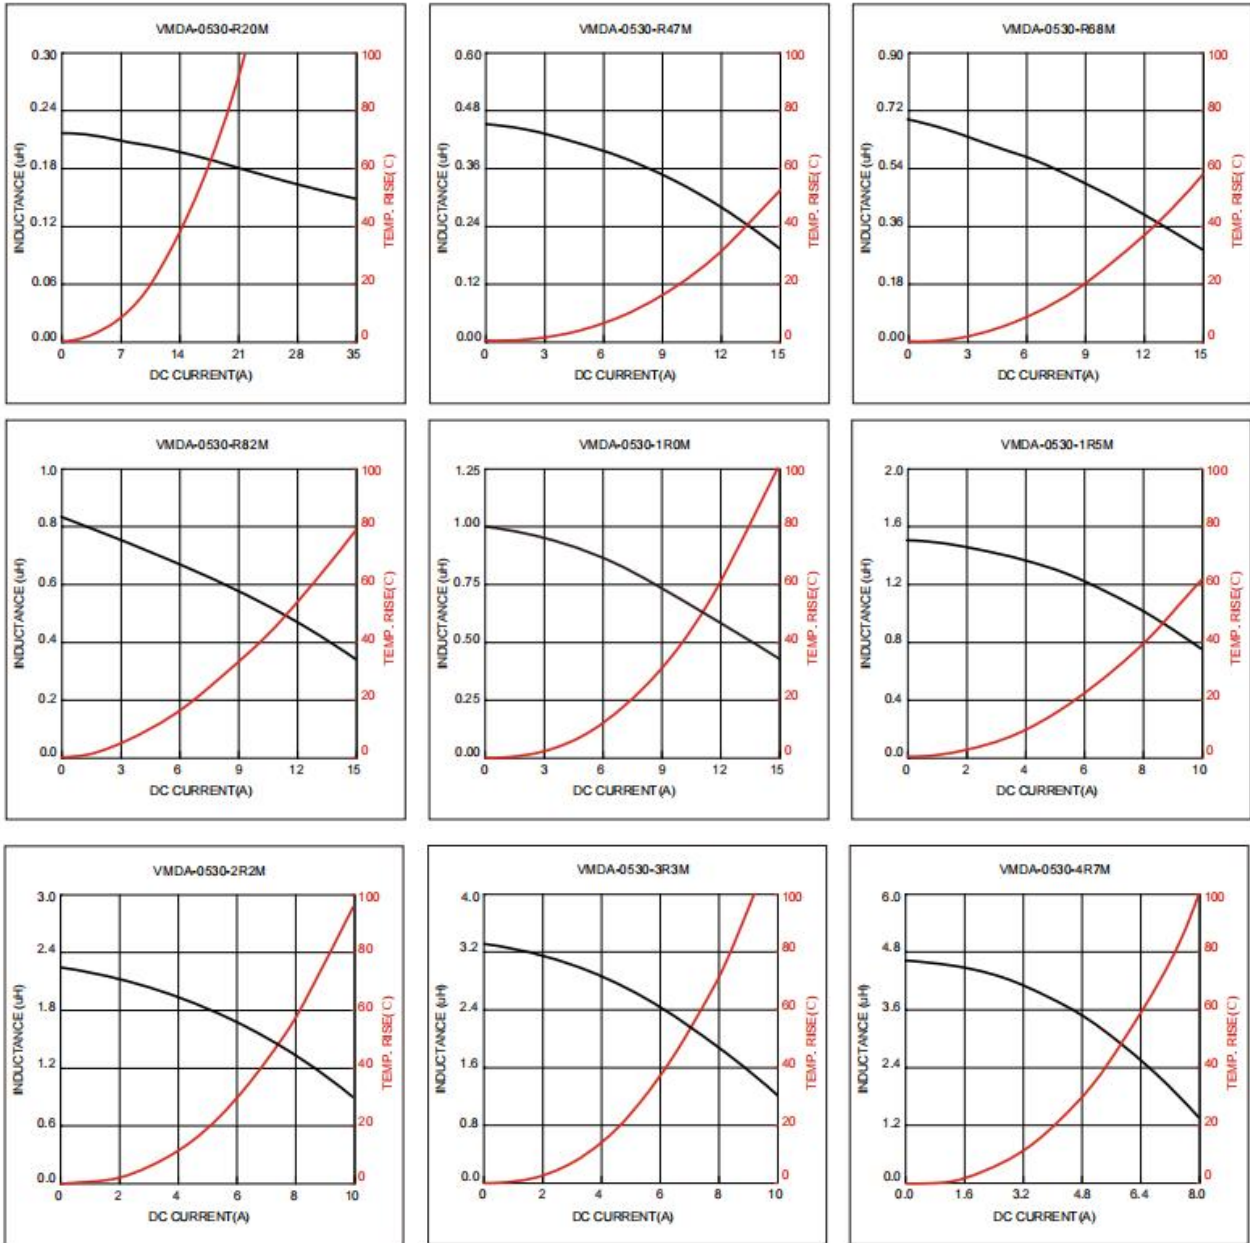 VMDA-0530-R20M
INDUCTANCE (uH)
0.30
0.24
0.18
0.12
0.06
0.00
100
80
60
40
20
0
TEMP. RISE(C)
0 7 14 21 28 35
DC CURRENT(A)
VMDA-0530-R47M
INDUCTANCE (uH)
0.60
0.48
0.36
0.24
0.12
0.00
100
80
60
40
20
0
TEMP. RISE(C)
0 3 6 9 12 15
DC CURRENT(A)
VMDA-0530-R68M
INDUCTANCE (uH)
0.90
0.72
0.54
0.36
0.18
0.00
100
80
60
40
20
0
TEMP. RISE(C)
0 3 6 9 12 15
DC CURRENT(A)
VMDA-0530-R82M
INDUCTANCE (uH)
1.0
0.8
0.6
0.4
0.2
0.0
100
80
60
40
20
0
TEMP. RISE(C)
0 3 6 9 12 15
DC CURRENT(A)
VMDA-0530-1R0M
INDUCTANCE (uH)
1.25
1.00
0.75
0.50
0.25
0.00
100
80
60
40
20
0
TEMP. RISE(C)
0 3 6 9 12 15
DC CURRENT(A)
VMDA-0530-1R5M
INDUCTANCE (uH)
2.0
1.6
1.2
0.8
0.4
0.0
100
80
60
40
20
0
TEMP. RISE(C)
0 2 4 6 8 10
DC CURRENT(A)
VMDA-0530-2R2M
INDUCTANCE (uH)
3.0
2.4
1.8
1.2
0.6
0.0
100
80
60
40
20
0
TEMP. RISE(C)
0 2 4 6 8 10
DC CURRENT(A)
VMDA-0530-3R3M
INDUCTANCE (uH)
4.0
3.2
2.4
1.6
0.8
0.0
100
80
60
40
20
0
TEMP. RISE(C)
0 2 4 6 8 10
DC CURRENT(A)
VMDA-0530-4R7M
INDUCTANCE (uH)
6.0
4.8
3.6
2.4
1.2
0.0
100
80
60
40
20
0
TEMP. RISE(C)
0.0 1.6 3.2 4.8 6.4 8.0
DC CURRENT(A)